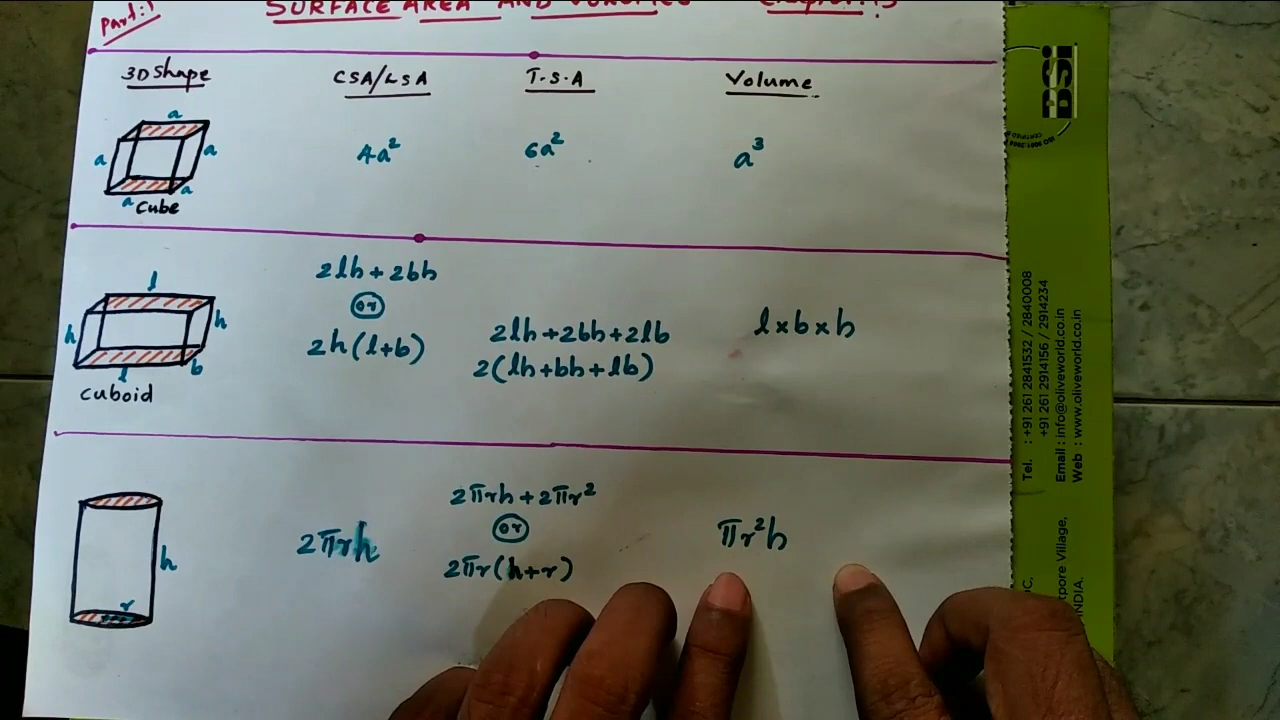 Part:1
SURFACE AREA AND VOLUMES
3D Shape CSA/LSA T.S.A Volume
a
a a
a
a
Cube
4a² 6a² a³
l
h h
l b
cuboid
2lh+2bh
or
2h(l+b)
2lh+2bh+2lb
2(lh+bh+lb)
l×b×h
h
r
2πrh
2πrh+2πr²
or
2πr(h+r)
πr²h
BSI
Tel. : +91 261 2841532 / 2840008
+91 261 2914156 / 2914234
Email : info@oliveworld.co.in
Web : www.oliveworld.co.in
Village,
INDIA.